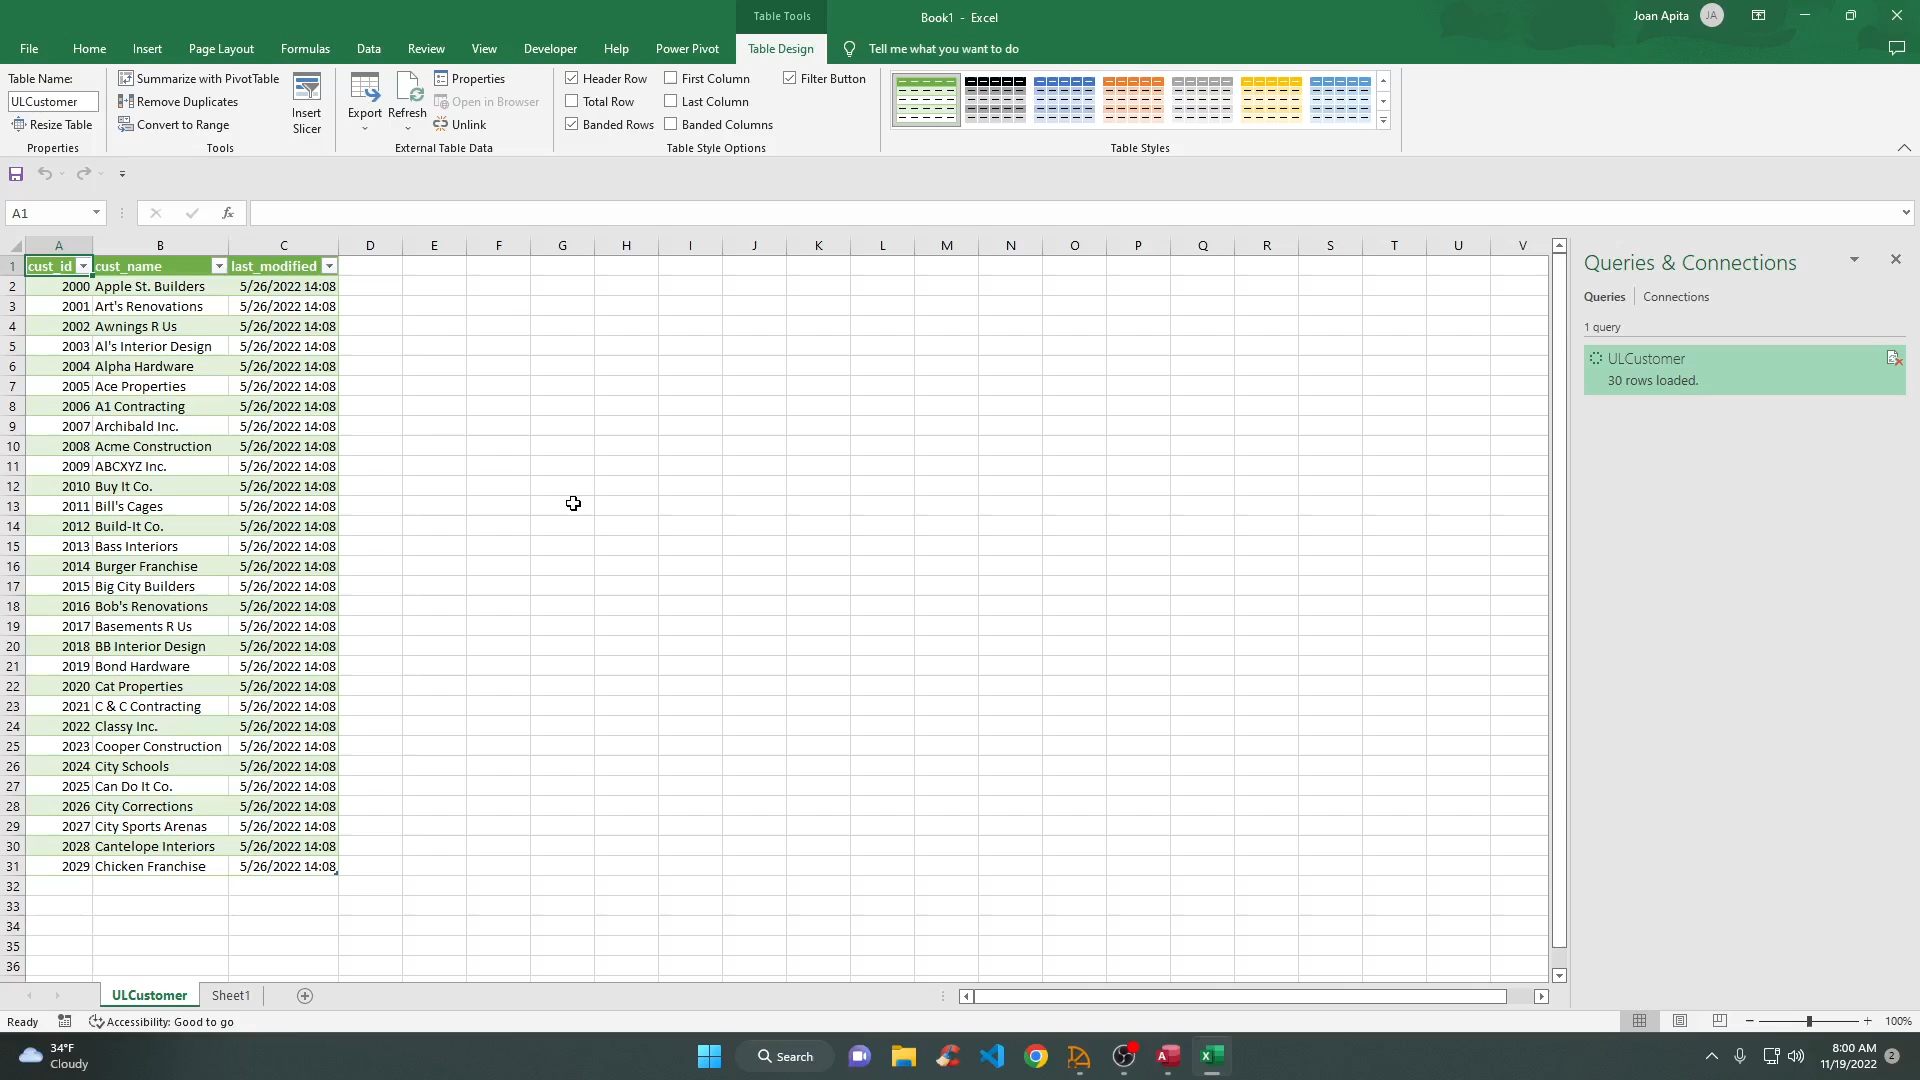 Table Tools
Book1 - Excel
Joan Apita
JA
File
Home
Insert
Page Layout
Formulas
Data
Review
View
Developer
Help
Power Pivot
Table Design
Tell me what you want to do
Table Name:
ULCustomer
Resize Table
Properties
Summarize with PivotTable
Remove Duplicates
Convert to Range
Tools
Insert
Slicer
Export
Refresh
Properties
Open in Browser
Unlink
External Table Data
Header Row
Total Row
Banded Rows
First Column
Last Column
Banded Columns
Filter Button
Table Style Options
Table Styles
A1
fx
A B C D E F G H I J K L M N O P Q R S T U V
1 cust_id cust_name last_modified
2 2000 Apple St. Builders 5/26/2022 14:08
3 2001 Art's Renovations 5/26/2022 14:08
4 2002 Awnings R Us 5/26/2022 14:08
5 2003 Al's Interior Design 5/26/2022 14:08
6 2004 Alpha Hardware 5/26/2022 14:08
7 2005 Ace Properties 5/26/2022 14:08
8 2006 A1 Contracting 5/26/2022 14:08
9 2007 Archibald Inc. 5/26/2022 14:08
10 2008 Acme Construction 5/26/2022 14:08
11 2009 ABCXYZ Inc. 5/26/2022 14:08
12 2010 Buy It Co. 5/26/2022 14:08
13 2011 Bill's Cages 5/26/2022 14:08
14 2012 Build-It Co. 5/26/2022 14:08
15 2013 Bass Interiors 5/26/2022 14:08
16 2014 Burger Franchise 5/26/2022 14:08
17 2015 Big City Builders 5/26/2022 14:08
18 2016 Bob's Renovations 5/26/2022 14:08
19 2017 Basements R Us 5/26/2022 14:08
20 2018 BB Interior Design 5/26/2022 14:08
21 2019 Bond Hardware 5/26/2022 14:08
22 2020 Cat Properties 5/26/2022 14:08
23 2021 C & C Contracting 5/26/2022 14:08
24 2022 Classy Inc. 5/26/2022 14:08
25 2023 Cooper Construction 5/26/2022 14:08
26 2024 City Schools 5/26/2022 14:08
27 2025 Can Do It Co. 5/26/2022 14:08
28 2026 City Corrections 5/26/2022 14:08
29 2027 City Sports Arenas 5/26/2022 14:08
30 2028 Cantelope Interiors 5/26/2022 14:08
31 2029 Chicken Franchise 5/26/2022 14:08
32
33
34
35
36
Queries & Connections
Queries
Connections
1 query
ULCustomer
30 rows loaded.
ULCustomer
Sheet1
Ready
Accessibility: Good to go
100%
34°F
Cloudy
Search
8:00 AM
11/19/2022
2